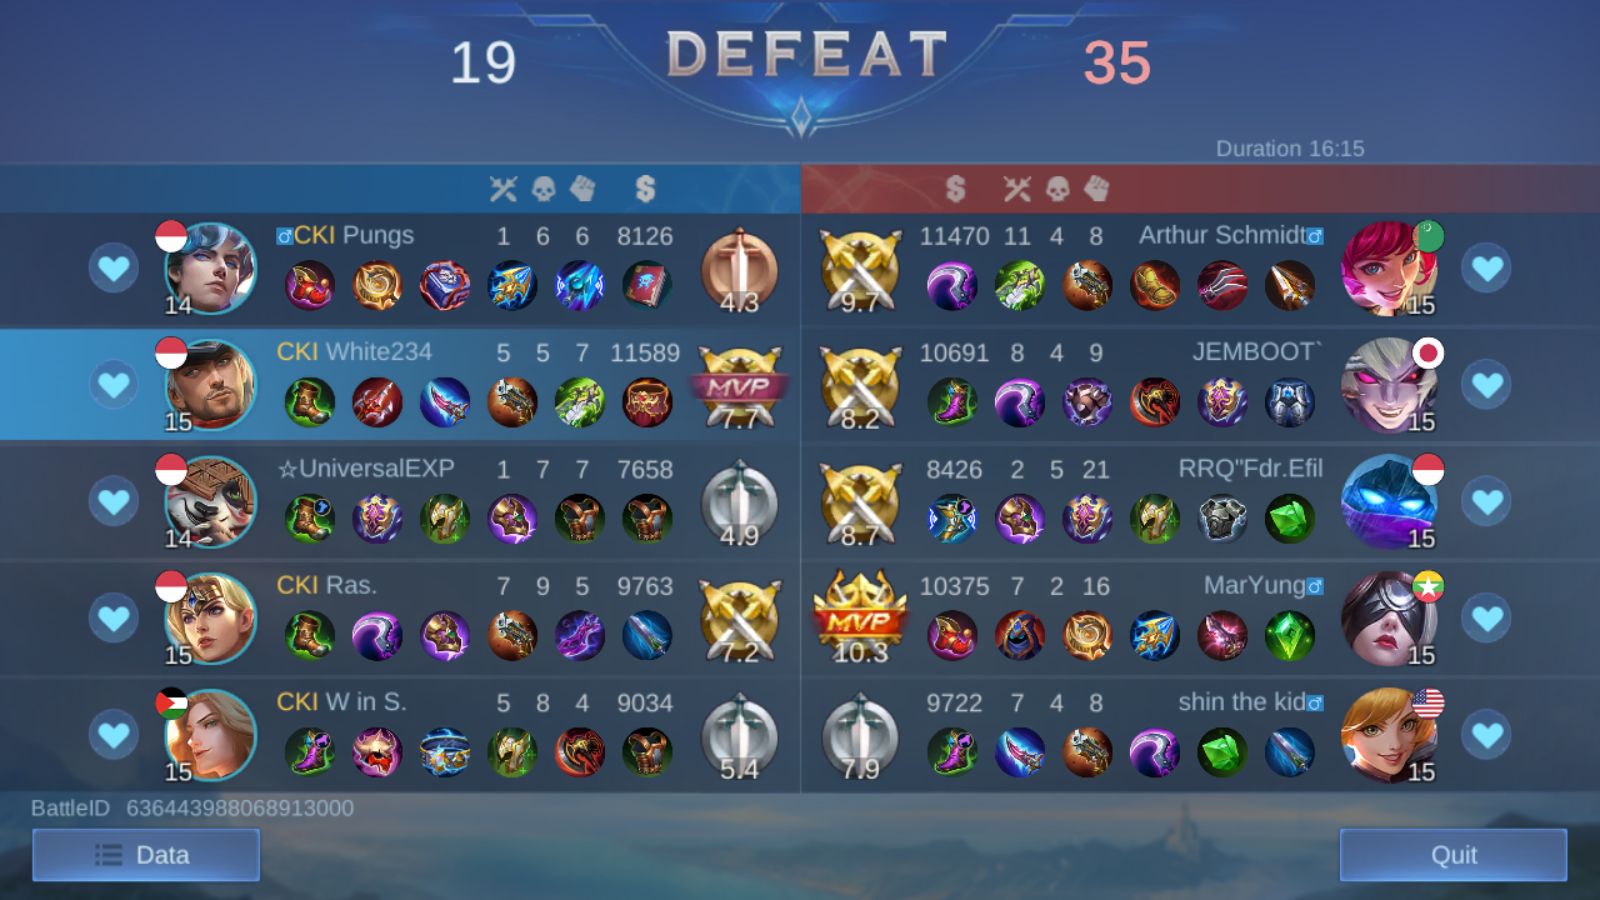 19 DEFEAT 35
Duration 16:15
CKI Pungs 1 6 6 8126
14 4.3
11470 11 4 8 Arthur Schmidt
9.7 15
CKI White234 5 5 7 11589
15 MVP 7.7
10691 8 4 9 JEMBOOT`
8.2 15
☆UniversalEXP 1 7 7 7658
14 4.9
8426 2 5 21 RRQ"Fdr.Efil
8.7 15
CKI Ras. 7 9 5 9763
15 7.2
10375 7 2 16 MarYung
MVP 10.3 15
CKI W in S. 5 8 4 9034
15 5.4
9722 7 4 8 shin the kid
7.9 15
BattleID 636443988068913000
Data
Quit